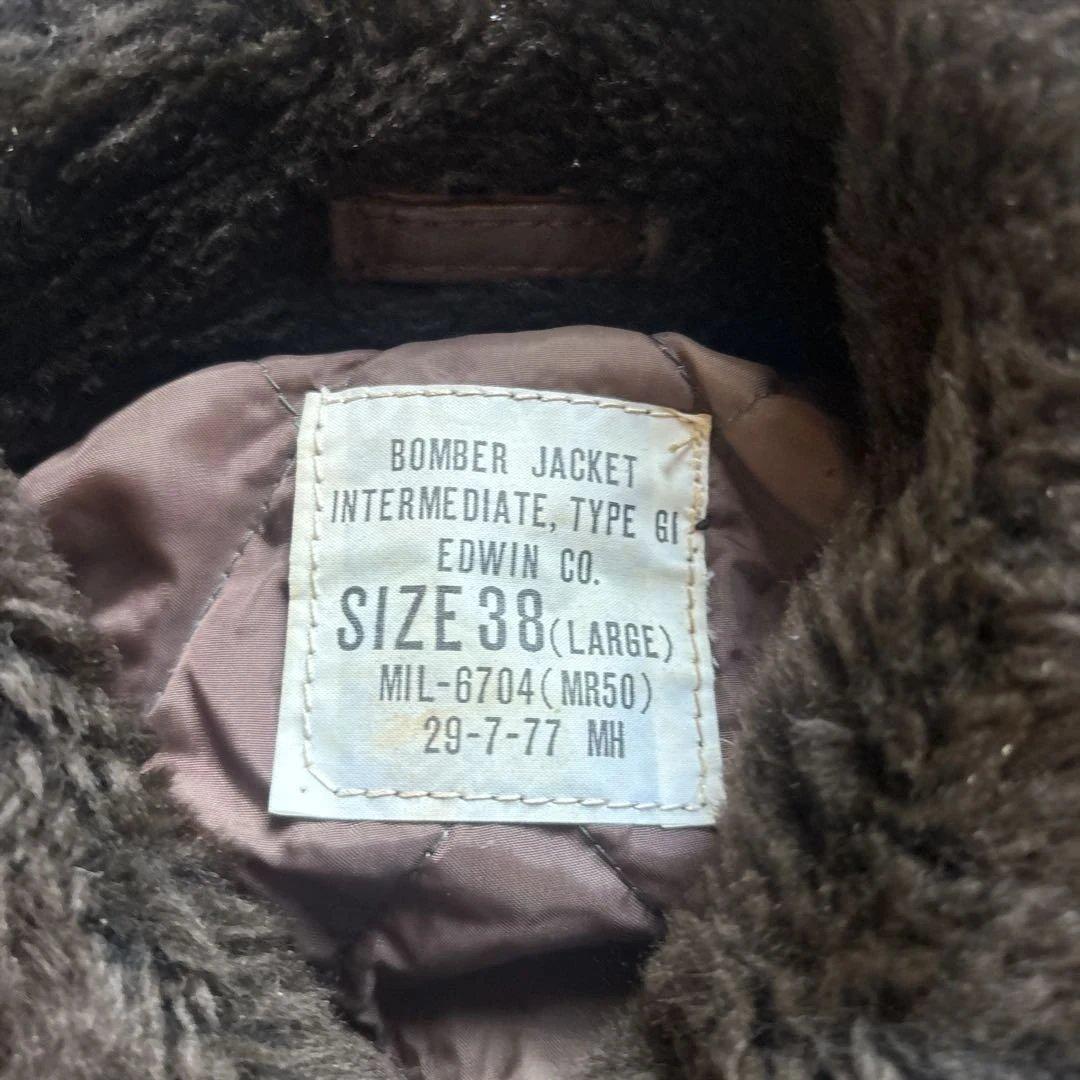 BOMBER JACKET
INTERMEDIATE, TYPE GI
EDWIN CO.
SIZE 38 (LARGE)
MIL-6704(MR50)
29-7-77 MH